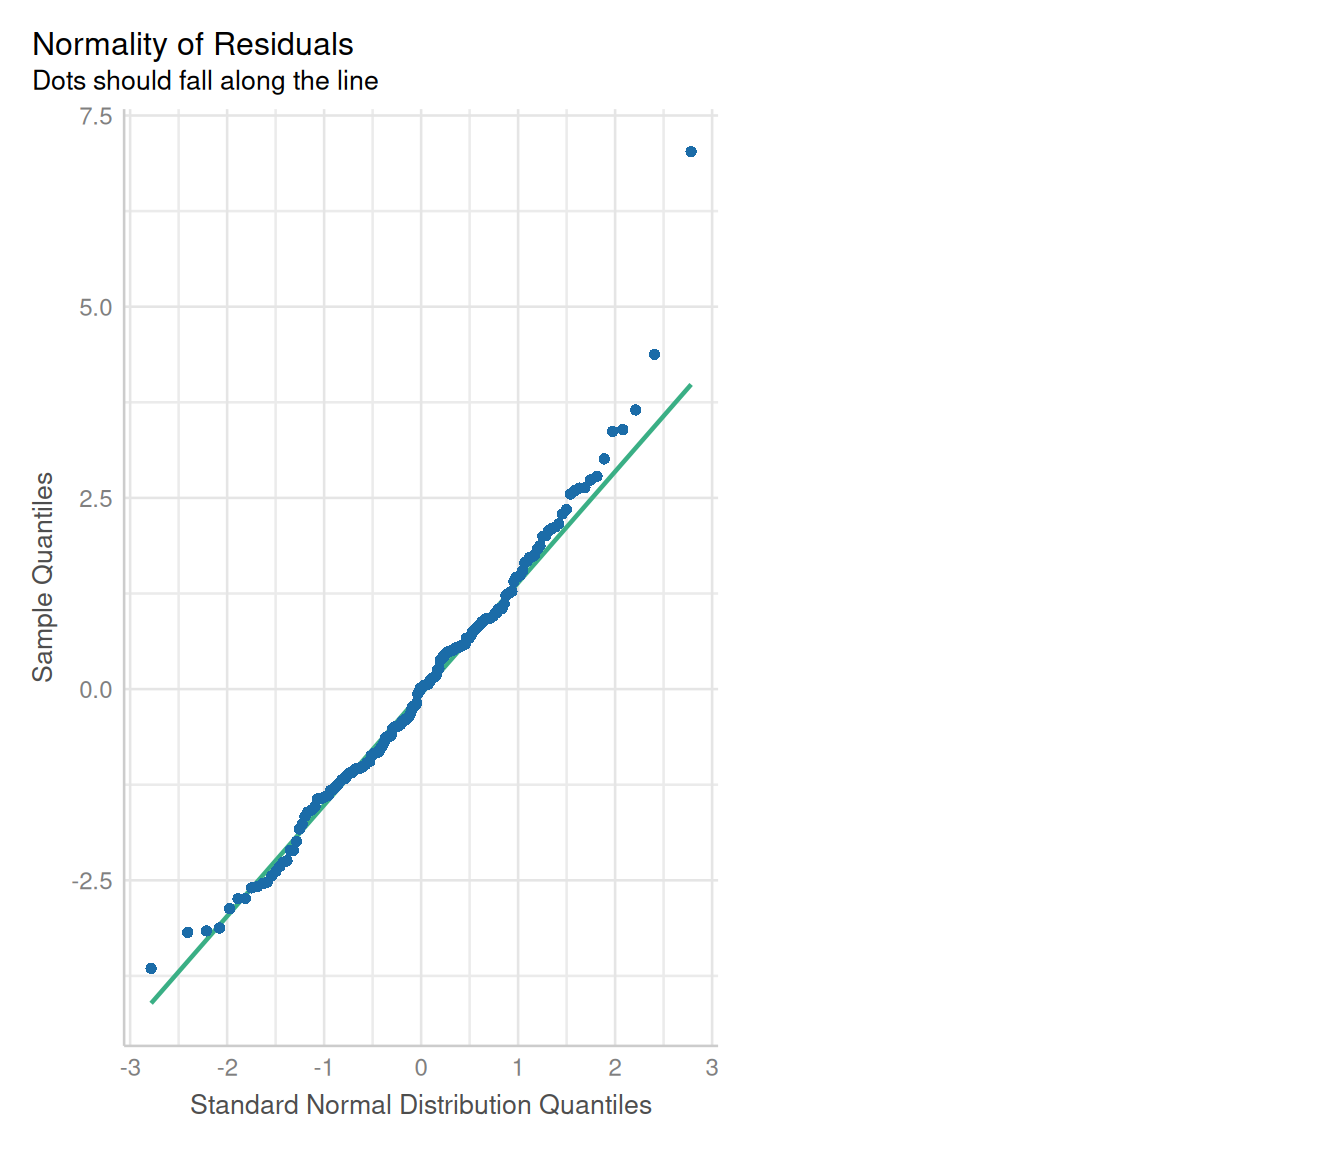 Normality of Residuals
Dots should fall along the line
7.5
5.0
2.5
0.0
-2.5
Sample Quantiles
-3 -2 -1 0 1 2 3
Standard Normal Distribution Quantiles